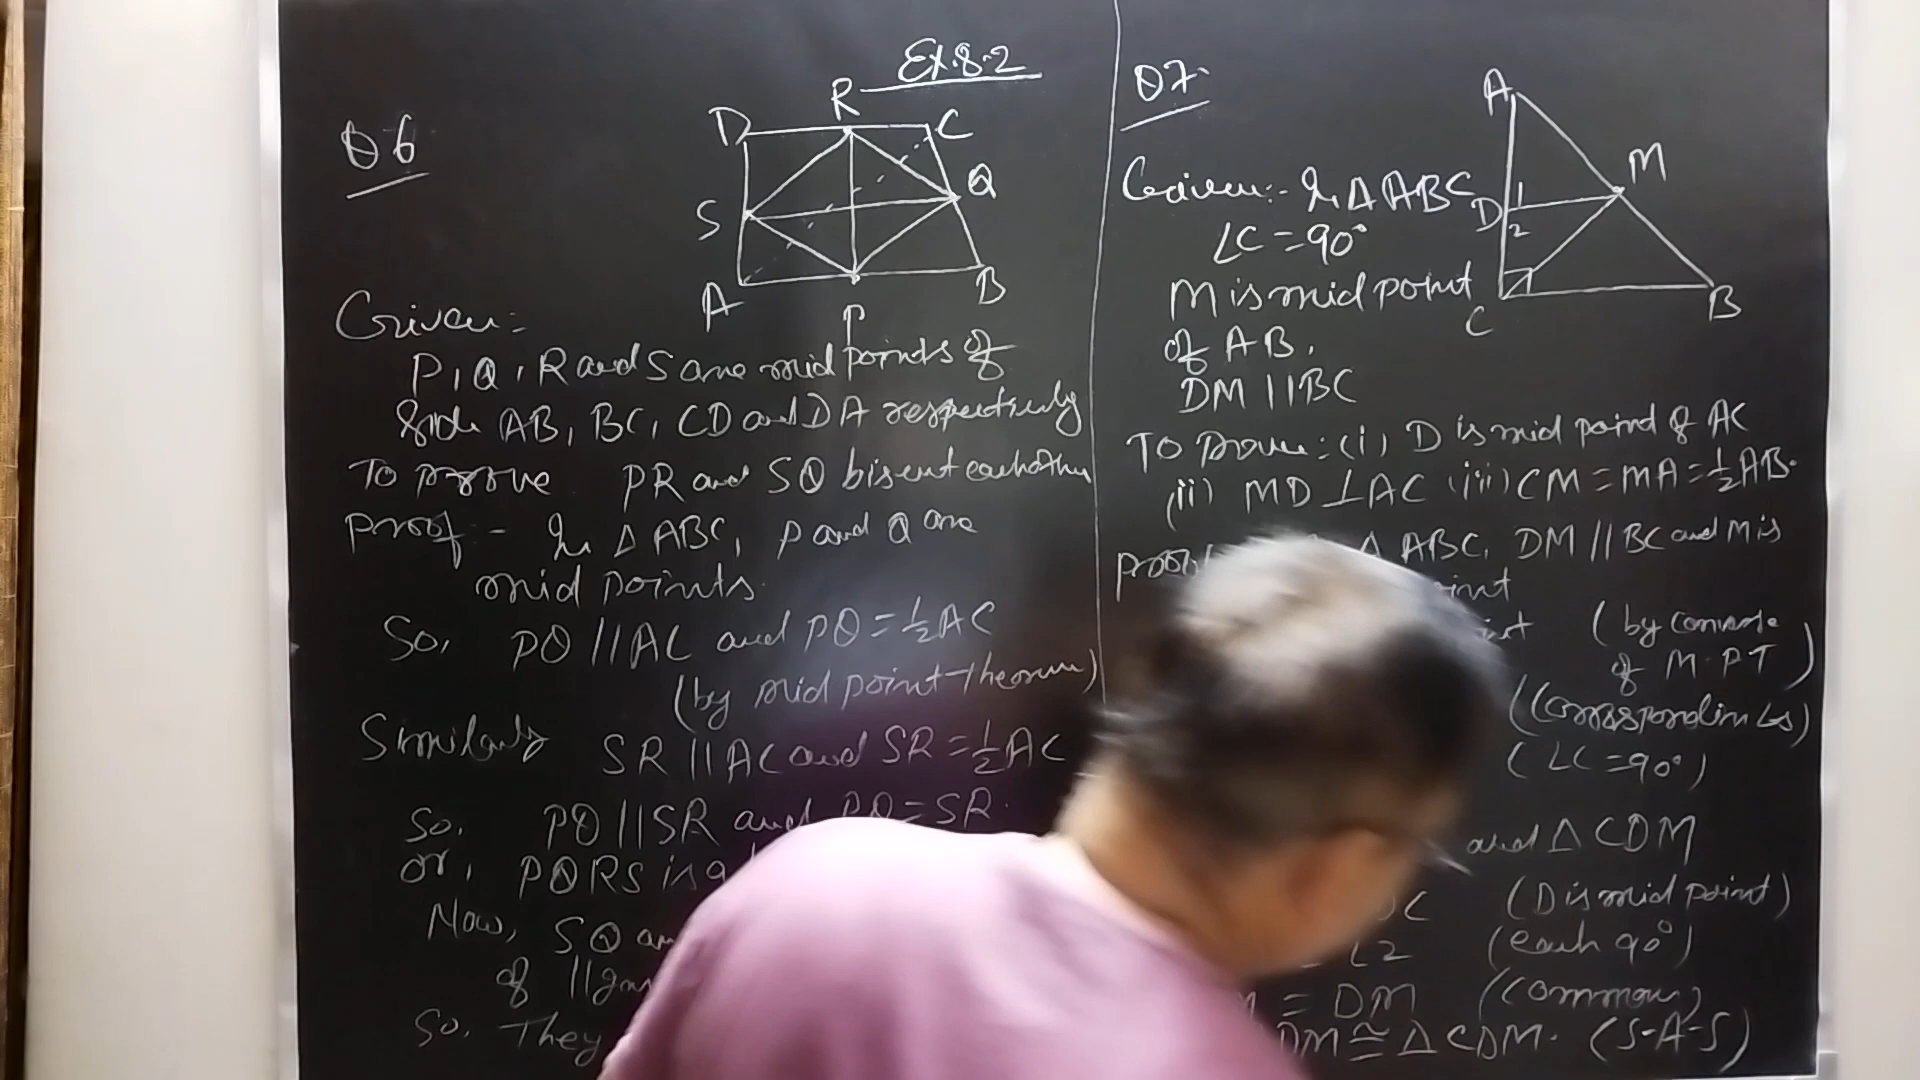 Ex. 8.2
Q6
D R C
S Q
A P B
Given:
P, Q, R and S are mid points of
side AB, BC, CD and DA respectively
To prove PR and SQ bisect each other
Proof - In Δ ABC, P and Q are
mid points.
So, PQ || AC and PQ = 1/2 AC
(by mid point theorem)
Similarly SR || AC and SR = 1/2 AC
So, PQ || SR and PQ = SR.
or, PQRS is a
Now, SQ
of ||gm
So, They
Q7.
A
M
D 1
2
C B
Given:- In Δ ABC
∠C = 90°
M is mid point
of AB,
DM || BC
To prove: (i) D is mid point of AC
(ii) MD ⊥ AC (iii) CM = MA = 1/2 AB.
Proof Δ ABC, DM || BC and M is
(by converse
of M.P.T)
(Corresponding ∠s)
(∠C = 90°)
and Δ CDM
(D is mid point)
∠2 (each 90°)
= DM (common)
DM ≅ Δ CDM. (S-A-S)